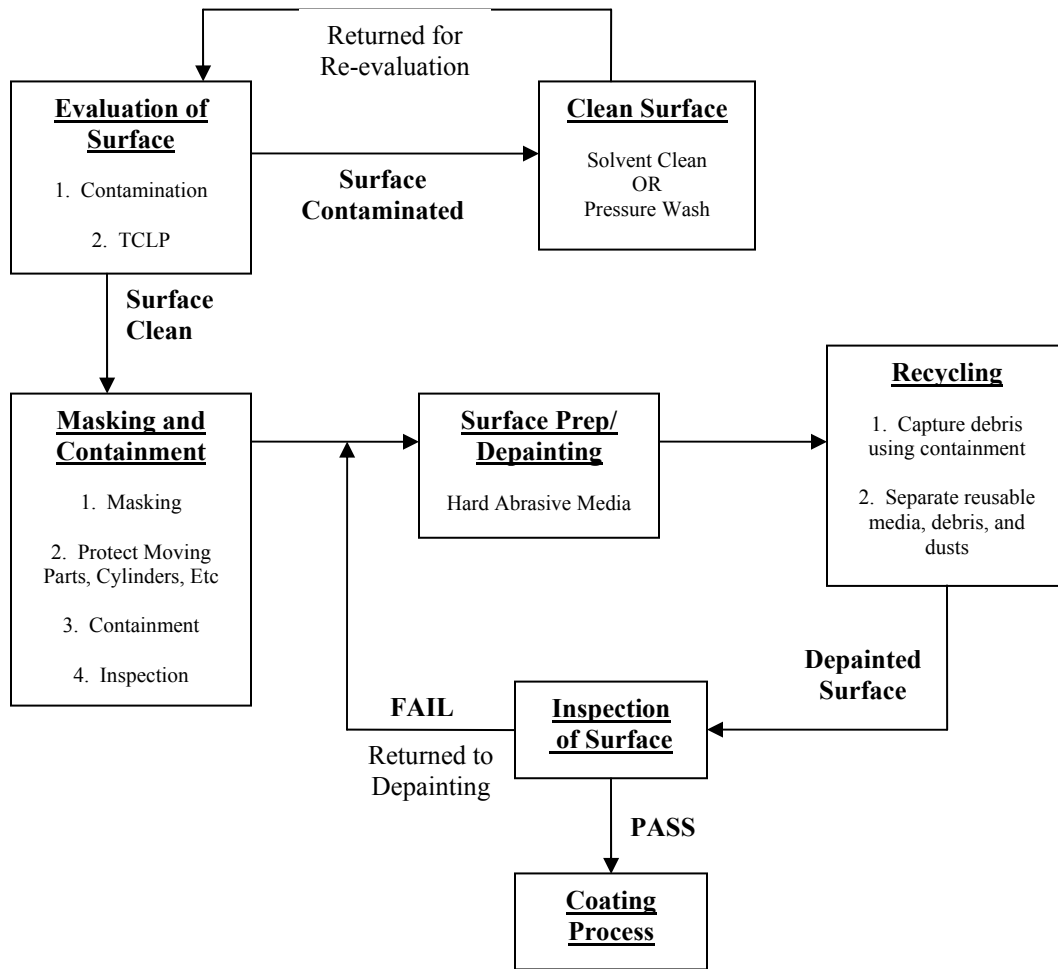 Returned for
Re-evaluation
Evaluation of
Surface
1. Contamination
2. TCLP
Surface
Contaminated
Clean Surface
Solvent Clean
OR
Pressure Wash
Surface
Clean
Masking and
Containment
1. Masking
2. Protect Moving
Parts, Cylinders, Etc
3. Containment
4. Inspection
Surface Prep/
Depainting
Hard Abrasive Media
Recycling
1. Capture debris
using containment
2. Separate reusable
media, debris, and
dusts
Depainted
Surface
Inspection
of Surface
FAIL
Returned to
Depainting
PASS
Coating
Process